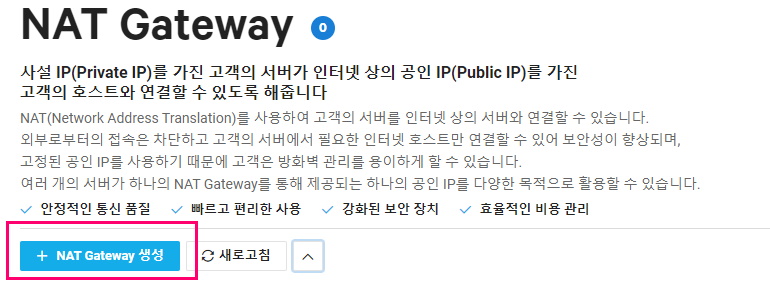 NAT Gateway 0
사설 IP(Private IP)를 가진 고객의 서버가 인터넷 상의 공인 IP(Public IP)를 가진
고객의 호스트와 연결할 수 있도록 해줍니다
NAT(Network Address Translation)를 사용하여 고객의 서버를 인터넷 상의 서버와 연결할 수 있습니다.
외부로부터의 접속은 차단하고 고객의 서버에서 필요한 인터넷 호스트만 연결할 수 있어 보안성이 향상되며,
고정된 공인 IP를 사용하기 때문에 고객은 방화벽 관리를 용이하게 할 수 있습니다.
여러 개의 서버가 하나의 NAT Gateway를 통해 제공되는 하나의 공인 IP를 다양한 목적으로 활용할 수 있습니다.
안정적인 통신 품질 빠르고 편리한 사용 강화된 보안 장치 효율적인 비용 관리
+ NAT Gateway 생성 새로고침